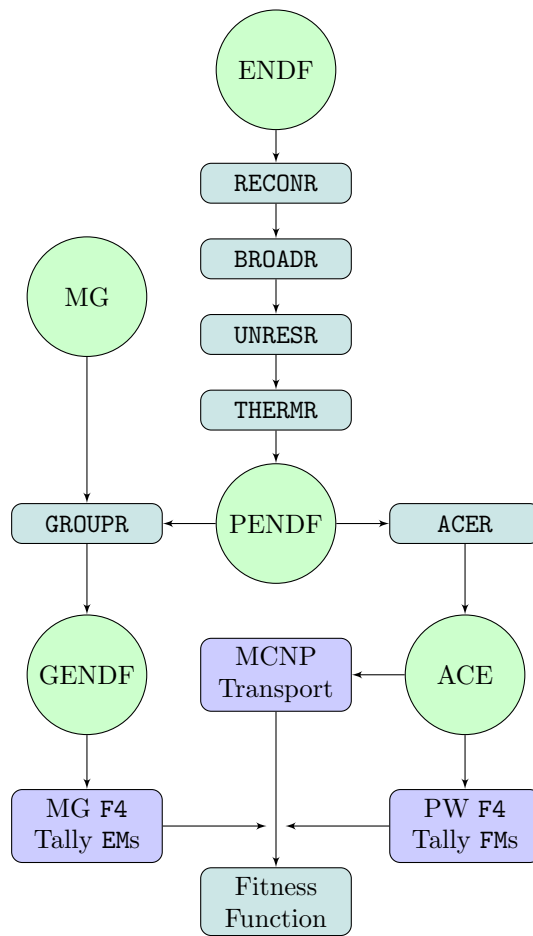 ENDF
RECONR
BROADR
MG
UNRESR
THERMR
GROUPR
PENDF
ACER
GENDF
MCNP
Transport
ACE
MG F4
Tally EMs
PW F4
Tally FMs
Fitness
Function